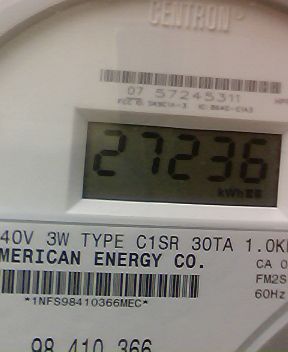 CENTRON®
07 57245311
27236
kWh
40V 3W TYPE C1SR 30TA 1.0K
MERICAN ENERGY CO.
CA 0
FM2S
60Hz
*1NFS98410366MEC*
98 410 366